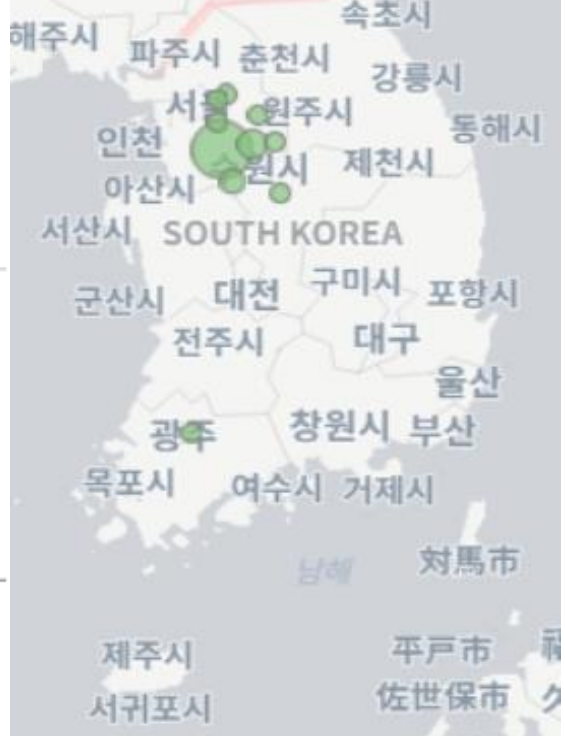 속초시
해주시
파주시 춘천시
강릉시
서울 원주시
동해시
인천
수원시 제천시
아산시
서산시 SOUTH KOREA
대전 구미시 포항시
군산시
전주시 대구
울산
광주 창원시 부산
목포시 여수시 거제시
남해
対馬市
제주시 平戸市
佐世保市
서귀포시